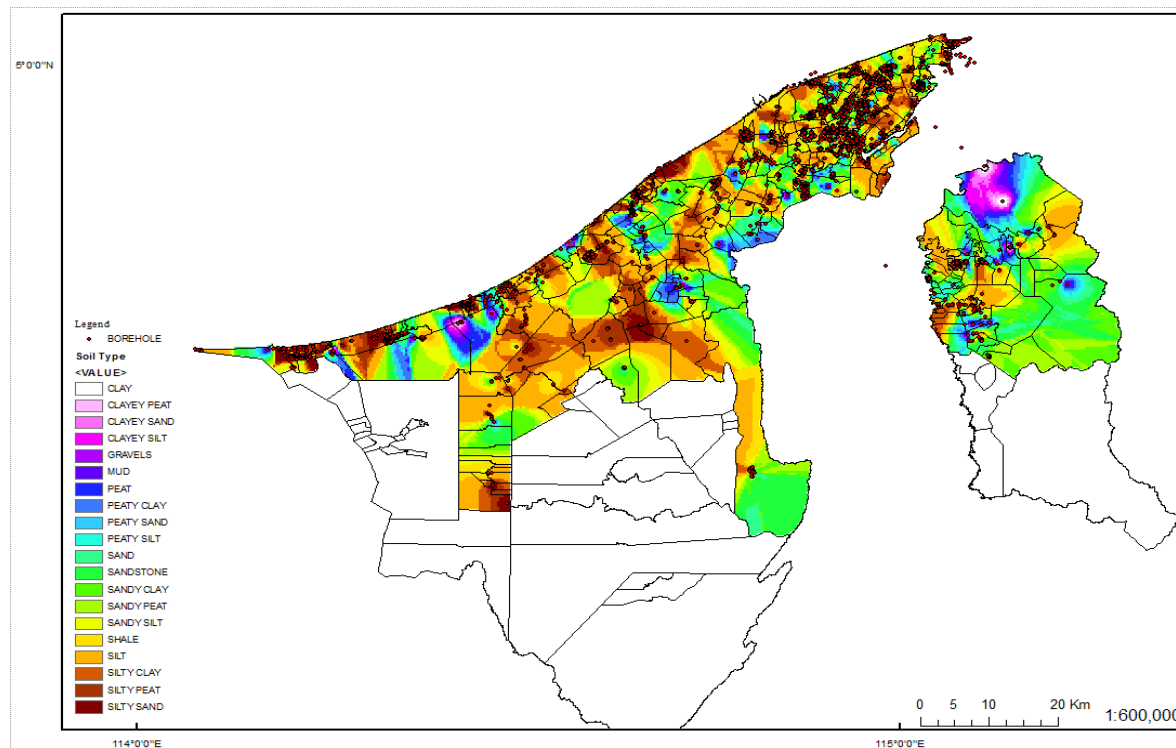 5°0'0"N
Legend
BOREHOLE
Soil Type
<VALUE>
CLAY
CLAYEY PEAT
CLAYEY SAND
CLAYEY SILT
GRAVELS
MUD
PEAT
PEATY CLAY
PEATY SAND
PEATY SILT
SAND
SANDSTONE
SANDY CLAY
SANDY PEAT
SANDY SILT
SHALE
SILT
SILTY CLAY
SILTY PEAT
SILTY SAND
0 5 10 20 Km
1:600,000
114°0'0"E 115°0'0"E